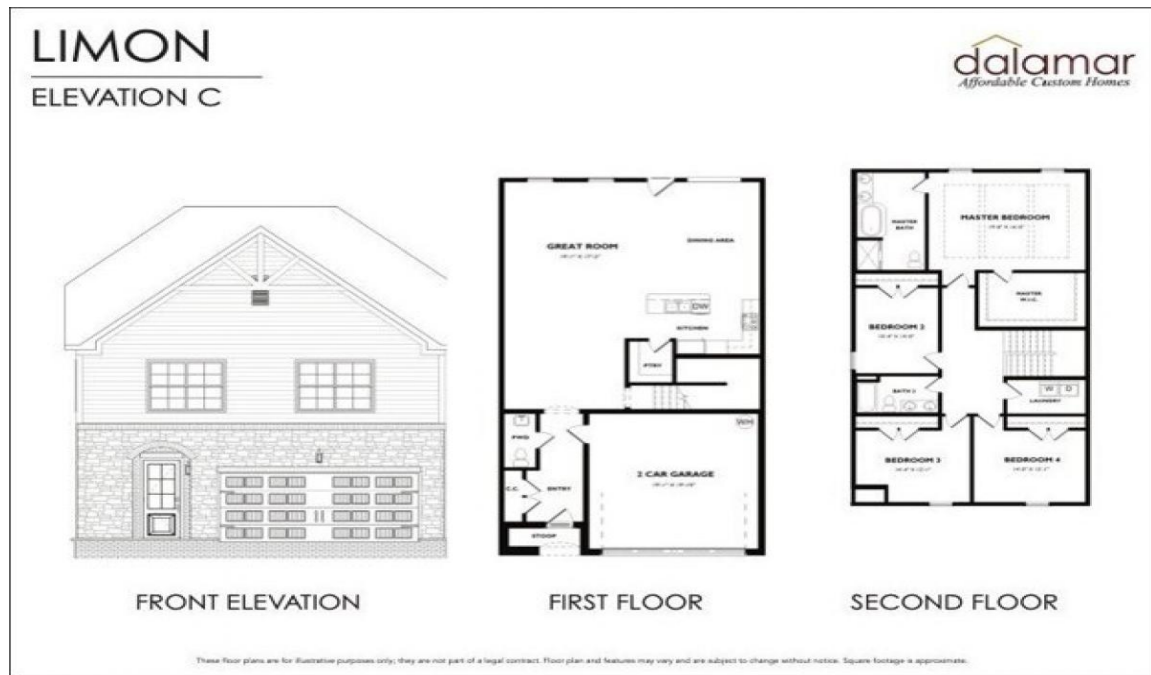 LIMON
ELEVATION C
dalamar
Affordable Custom Homes
GREAT ROOM
DINING AREA
DW
KITCHEN
PTRY
PWD
WH
2 CAR GARAGE
C.C.
ENTRY
STOOP
MASTER
BATH
MASTER BEDROOM
MASTER
W.I.C.
BEDROOM 2
BATH 2
W D
LAUNDRY
BEDROOM 3
BEDROOM 4
FRONT ELEVATION
FIRST FLOOR
SECOND FLOOR
These floor plans are for illustrative purposes only; they are not part of a legal contract. Floor plan and features may vary and are subject to change without notice. Square footage is approximate.